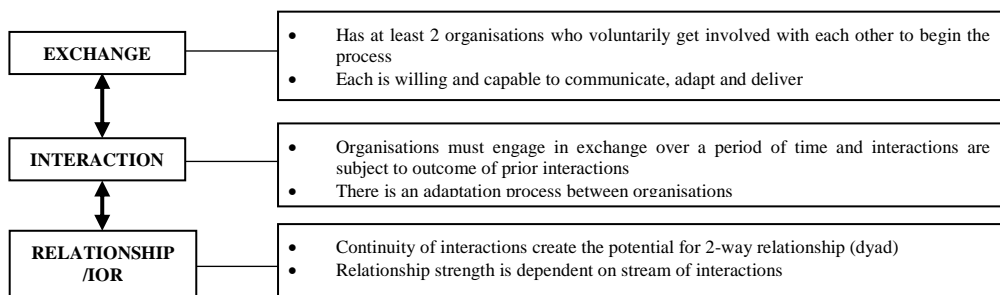 EXCHANGE
• Has at least 2 organisations who voluntarily get involved with each other to begin the
process
• Each is willing and capable to communicate, adapt and deliver
INTERACTION
• Organisations must engage in exchange over a period of time and interactions are
subject to outcome of prior interactions
• There is an adaptation process between organisations
RELATIONSHIP
/IOR
• Continuity of interactions create the potential for 2-way relationship (dyad)
• Relationship strength is dependent on stream of interactions